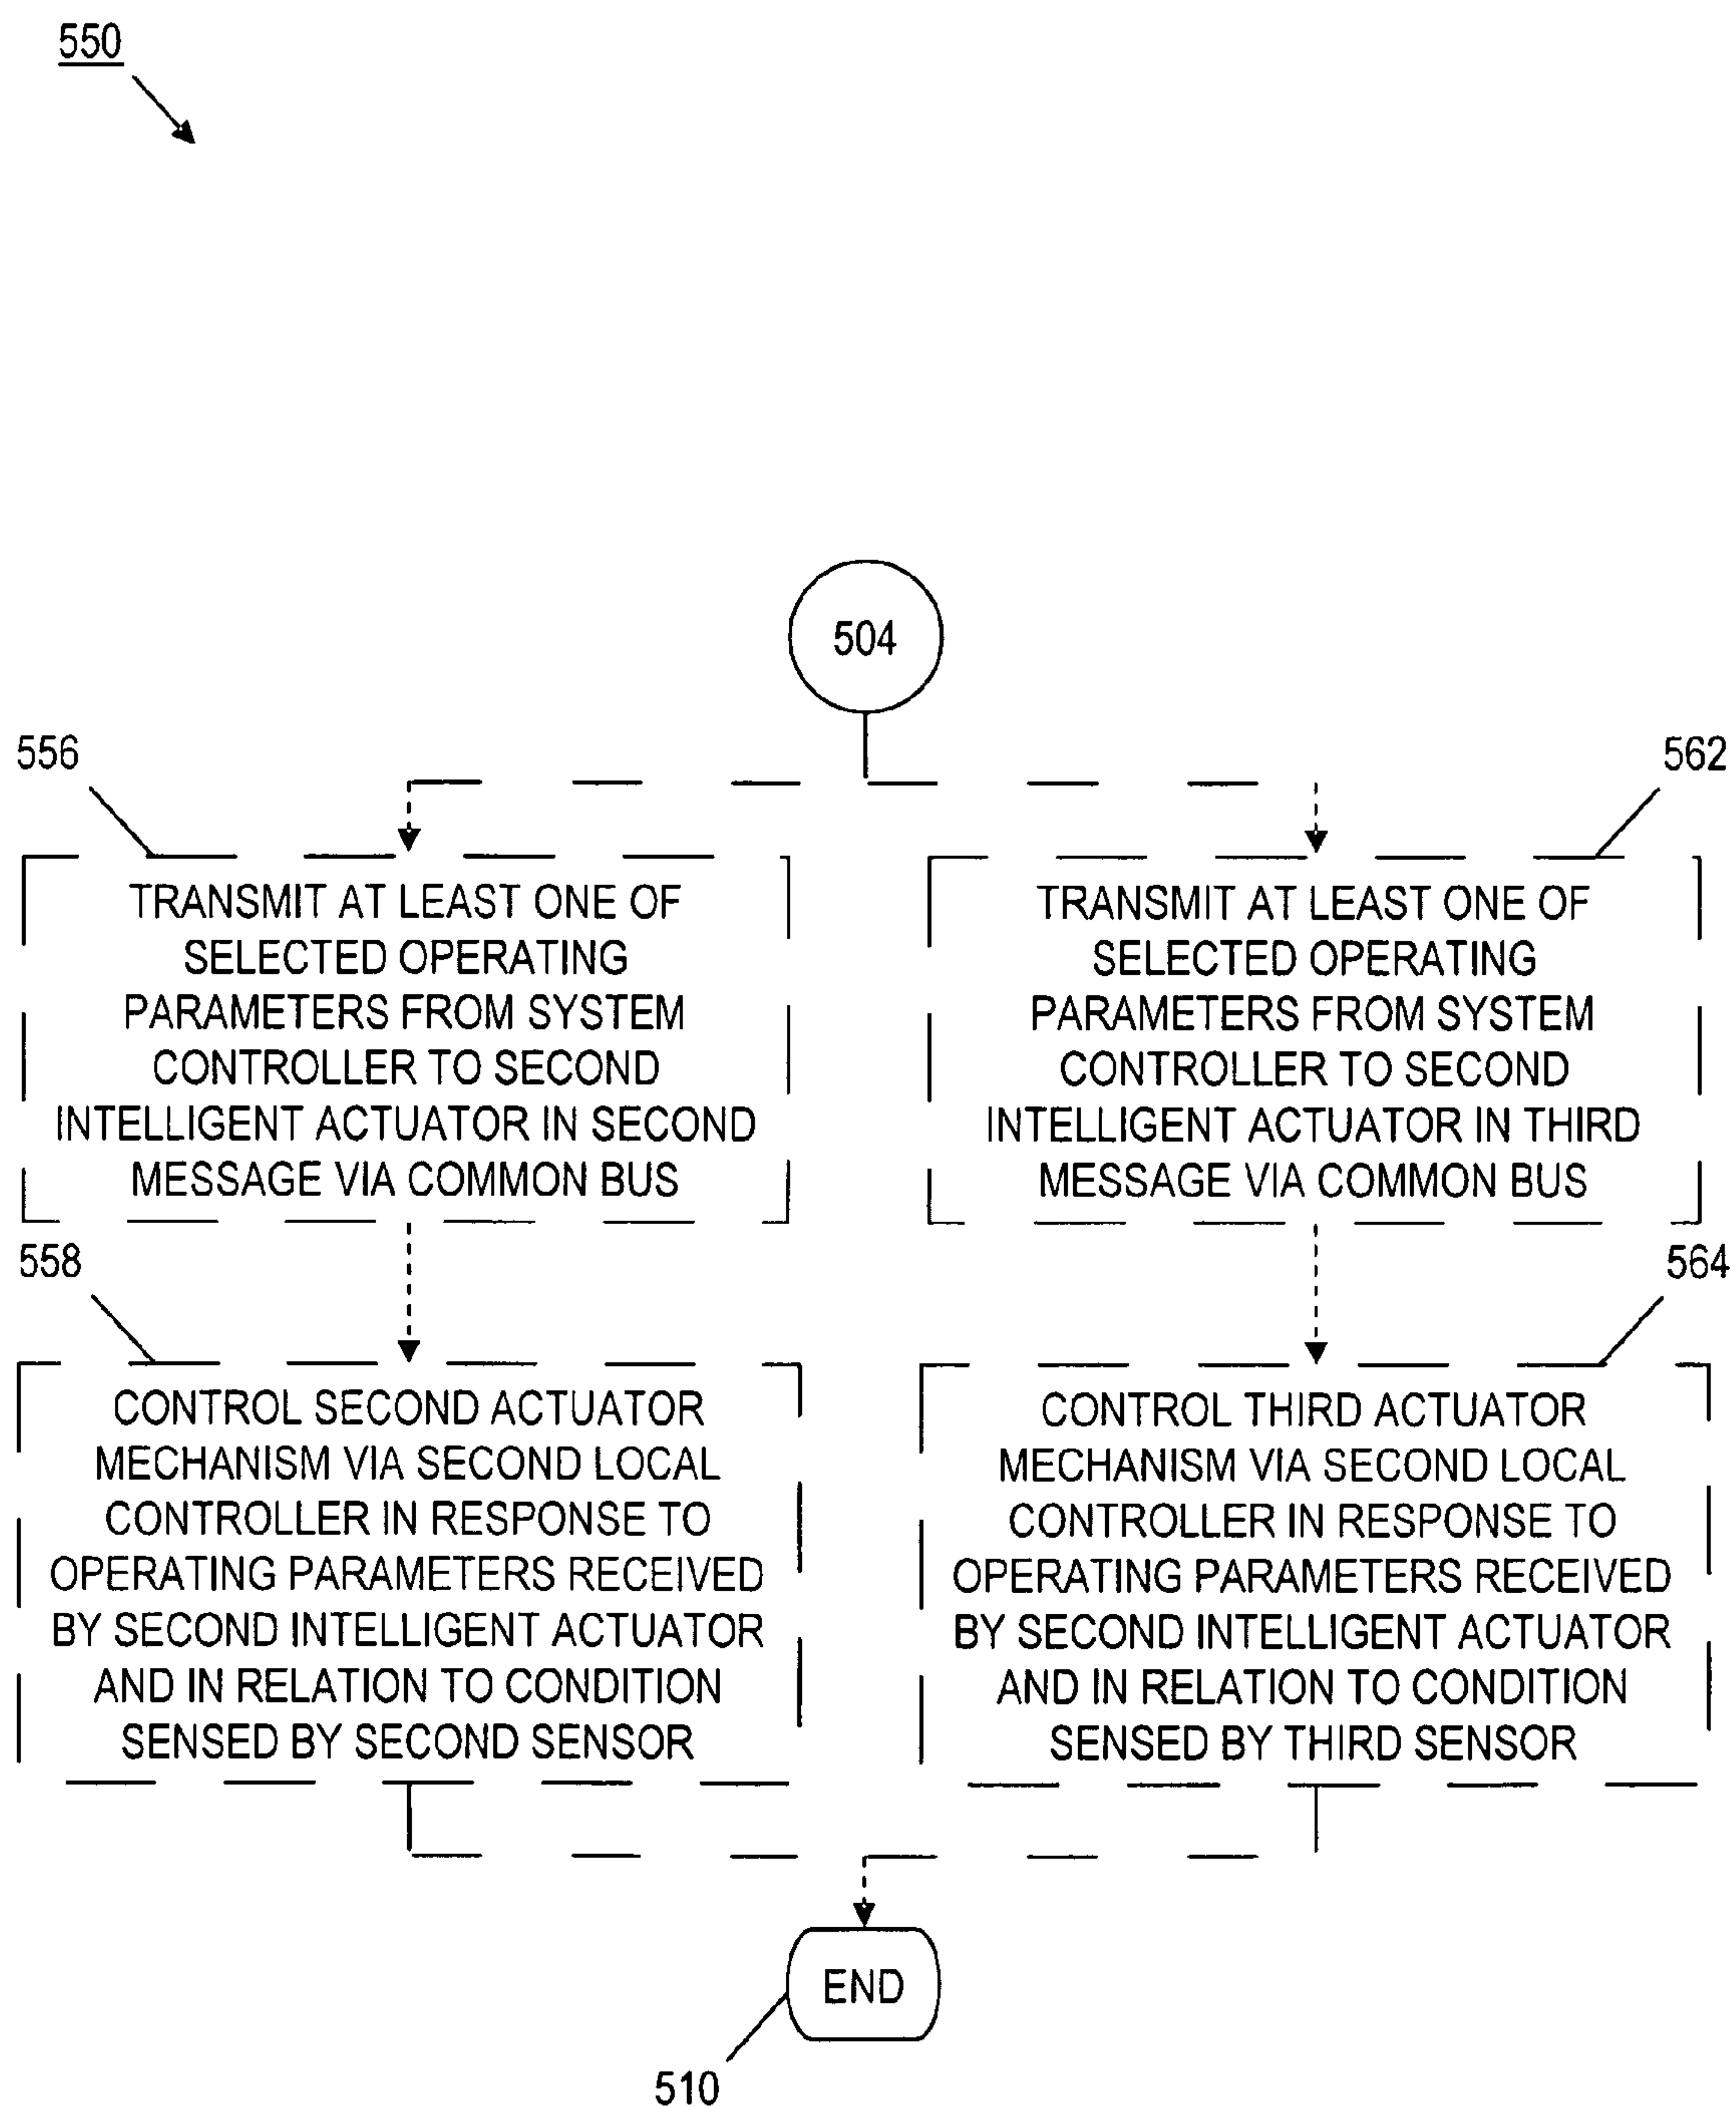 550
504
556
TRANSMIT AT LEAST ONE OF
SELECTED OPERATING
PARAMETERS FROM SYSTEM
CONTROLLER TO SECOND
INTELLIGENT ACTUATOR IN SECOND
MESSAGE VIA COMMON BUS
562
TRANSMIT AT LEAST ONE OF
SELECTED OPERATING
PARAMETERS FROM SYSTEM
CONTROLLER TO SECOND
INTELLIGENT ACTUATOR IN THIRD
MESSAGE VIA COMMON BUS
558
CONTROL SECOND ACTUATOR
MECHANISM VIA SECOND LOCAL
CONTROLLER IN RESPONSE TO
OPERATING PARAMETERS RECEIVED
BY SECOND INTELLIGENT ACTUATOR
AND IN RELATION TO CONDITION
SENSED BY SECOND SENSOR
564
CONTROL THIRD ACTUATOR
MECHANISM VIA SECOND LOCAL
CONTROLLER IN RESPONSE TO
OPERATING PARAMETERS RECEIVED
BY SECOND INTELLIGENT ACTUATOR
AND IN RELATION TO CONDITION
SENSED BY THIRD SENSOR
END
510